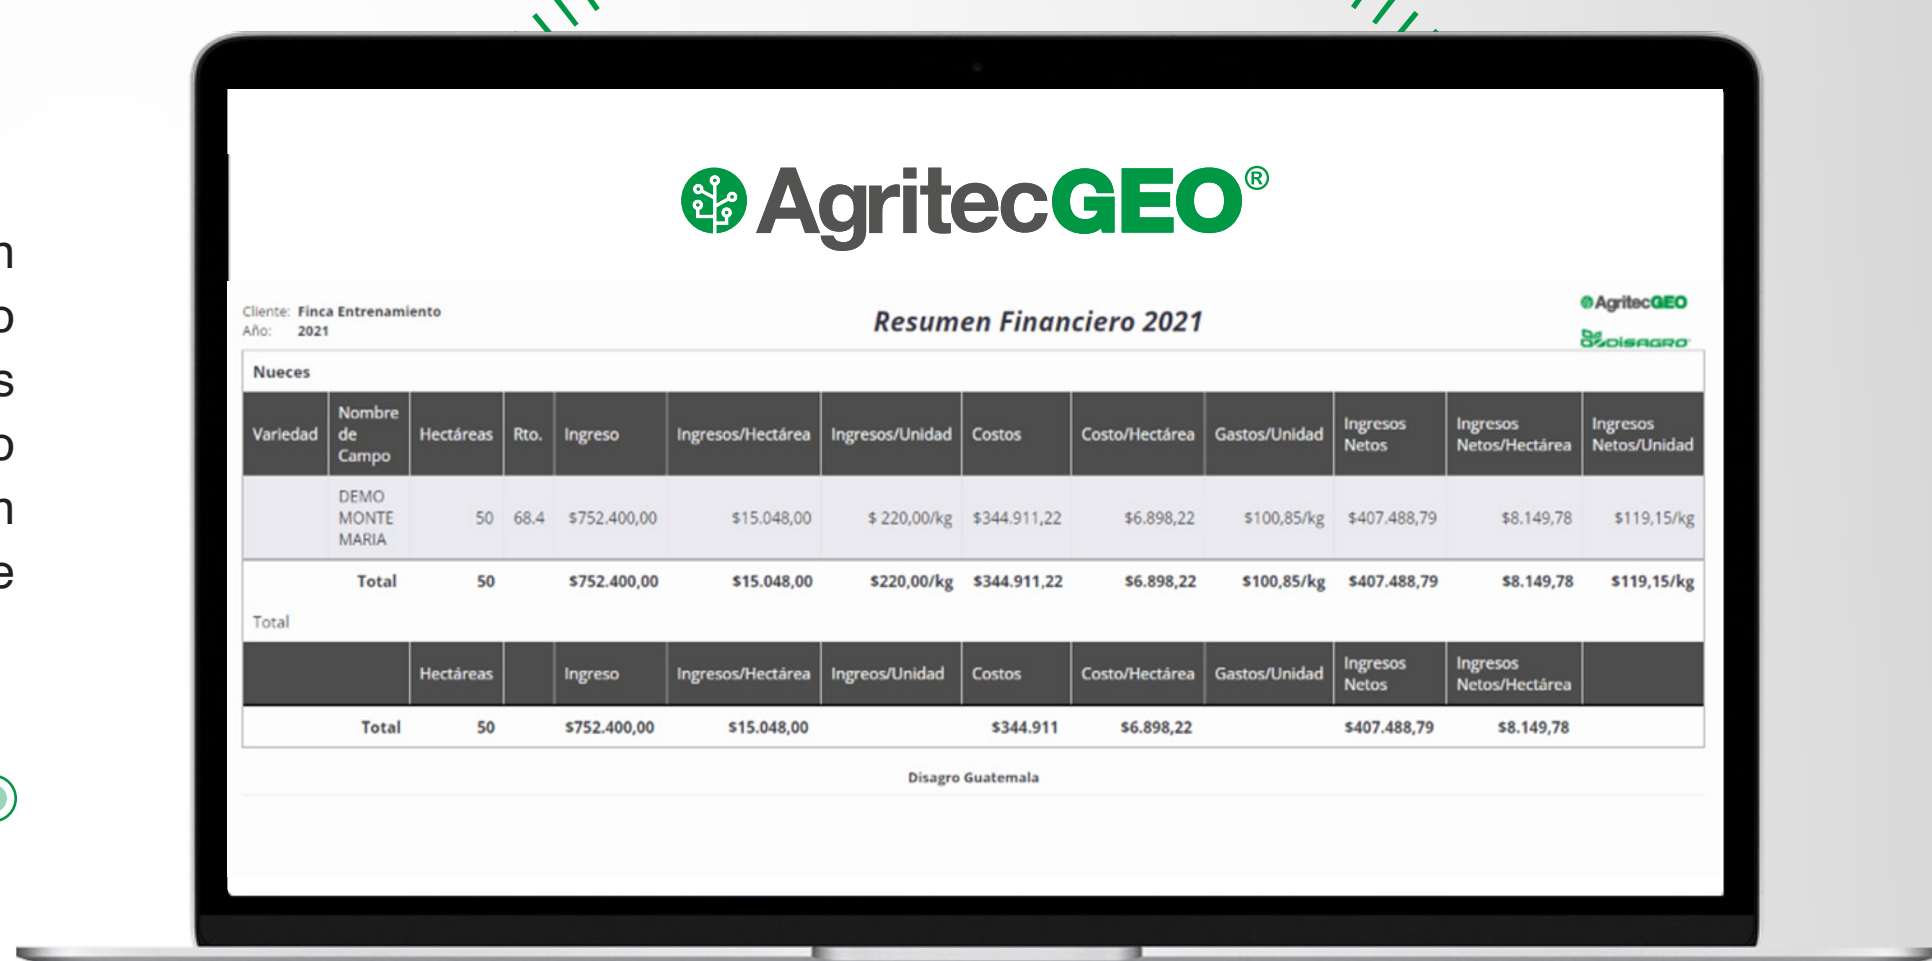 n
o
s
o
n
e
AgritecGEO®
Cliente: Finca Entrenamiento
Año: 2021
Resumen Financiero 2021
AgritecGEO
DISAGRO
Nueces
Variedad Nombre de Campo Hectáreas Rto. Ingreso Ingresos/Hectárea Ingresos/Unidad Costos Costo/Hectárea Gastos/Unidad Ingresos Netos Ingresos Netos/Hectárea Ingresos Netos/Unidad
DEMO MONTE MARIA 50 68.4 $752.400,00 $15.048,00 $ 220,00/kg $344.911,22 $6.898,22 $100,85/kg $407.488,79 $8.149,78 $119,15/kg
Total 50 $752.400,00 $15.048,00 $220,00/kg $344.911,22 $6.898,22 $100,85/kg $407.488,79 $8.149,78 $119,15/kg
Total
Hectáreas Ingreso Ingresos/Hectárea Ingreos/Unidad Costos Costo/Hectárea Gastos/Unidad Ingresos Netos Ingresos Netos/Hectárea
Total 50 $752.400,00 $15.048,00 $344.911 $6.898,22 $407.488,79 $8.149,78
Disagro Guatemala